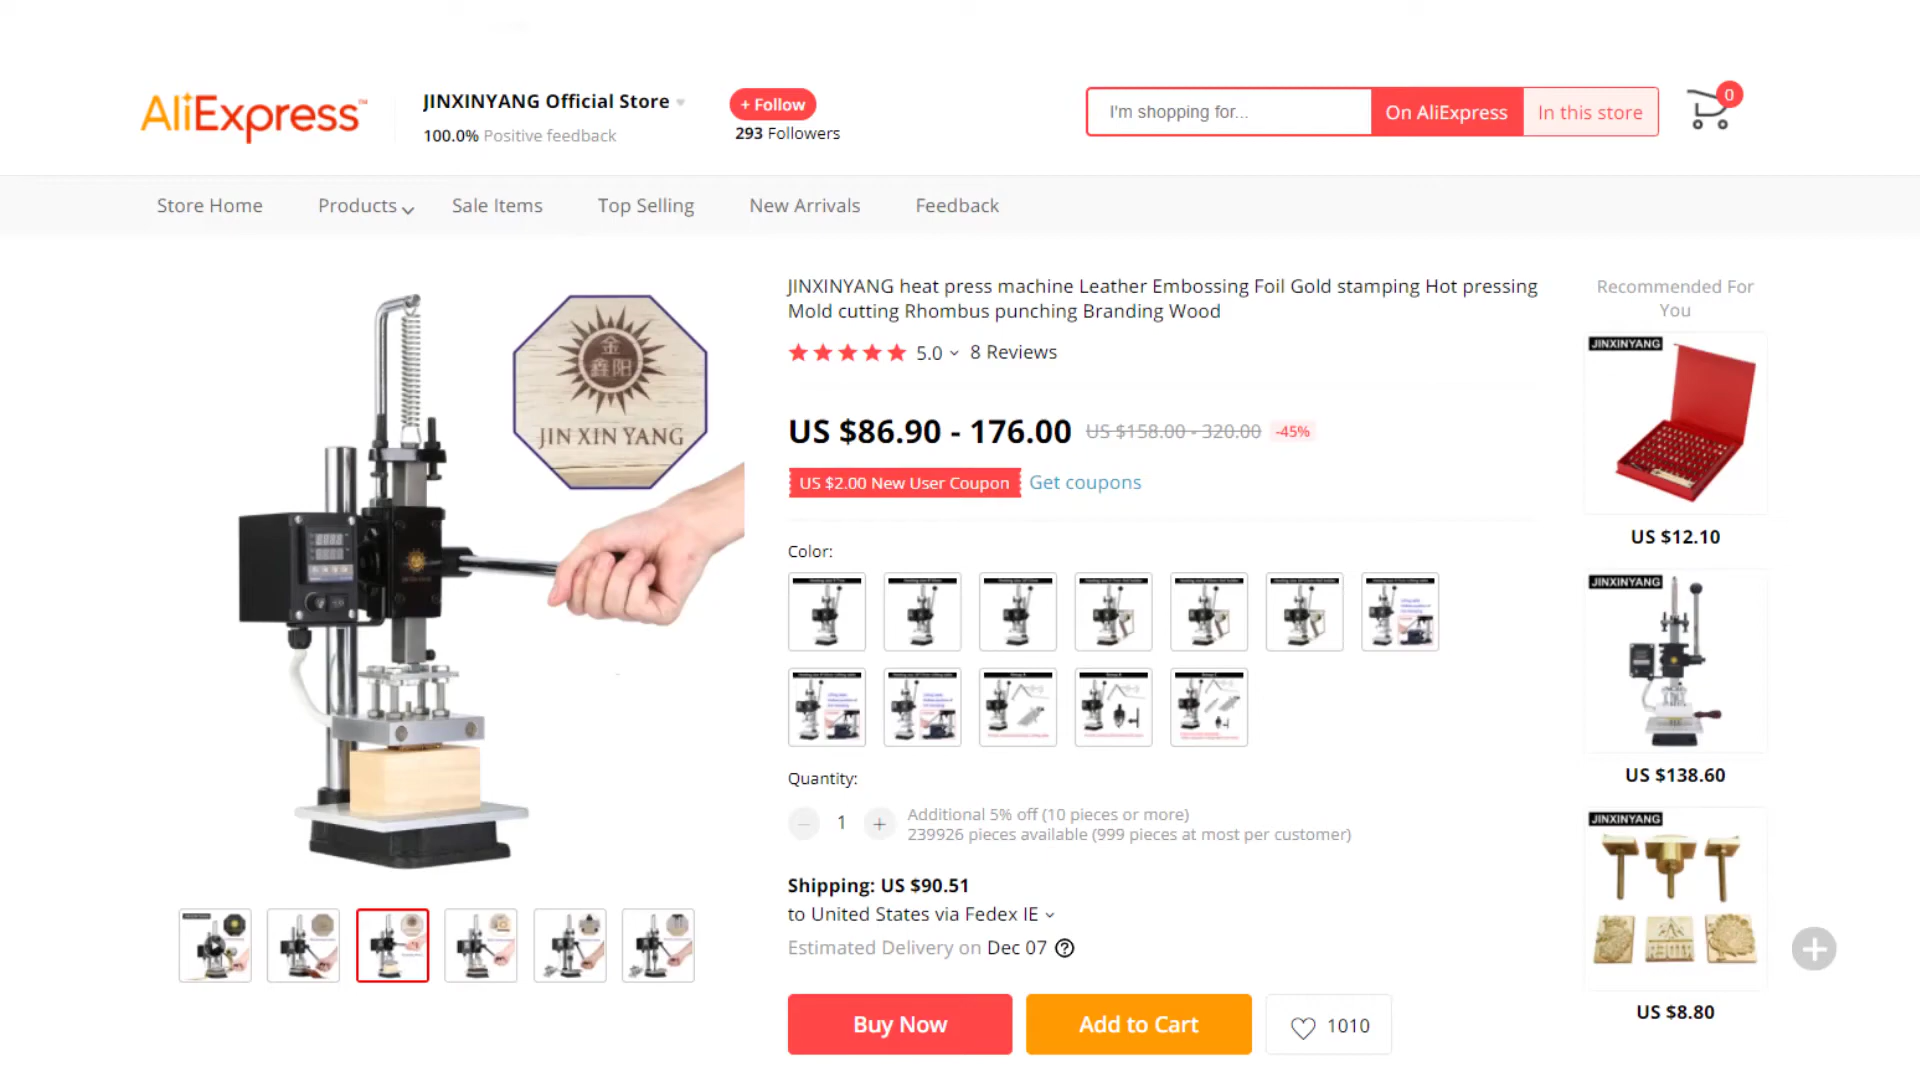 AliExpress™
JINXINYANG Official Store
100.0% Positive feedback
+ Follow
293 Followers
I'm shopping for...
On AliExpress
In this store
0
Store Home
Products
Sale Items
Top Selling
New Arrivals
Feedback
金
鑫阳
JIN XIN YANG
JINXINYANG heat press machine Leather Embossing Foil Gold stamping Hot pressing
Mold cutting Rhombus punching Branding Wood
5.0
8 Reviews
US $86.90 - 176.00
US $158.00 - 320.00
-45%
US $2.00 New User Coupon
Get coupons
Color:
Quantity:
1
Additional 5% off (10 pieces or more)
239926 pieces available (999 pieces at most per customer)
Shipping: US $90.51
to United States via Fedex IE
Estimated Delivery on Dec 07
Buy Now
Add to Cart
1010
Recommended For
You
JINXINYANG
US $12.10
JINXINYANG
US $138.60
JINXINYANG
US $8.80